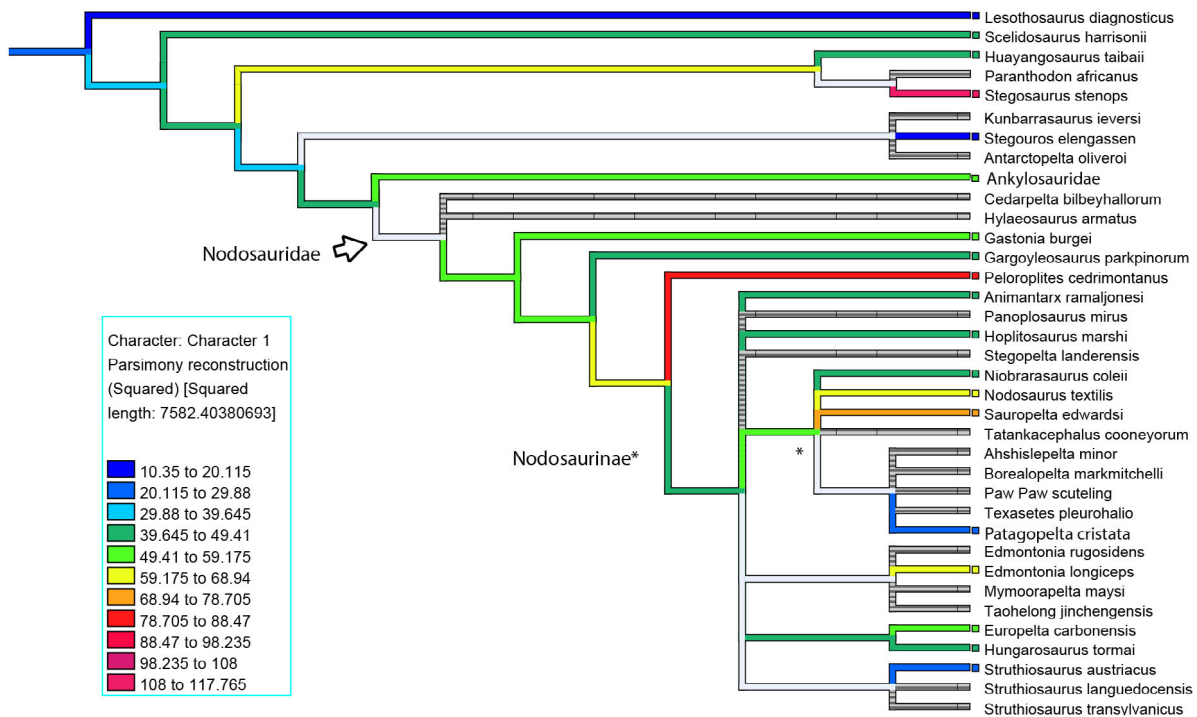 Lesothosaurus diagnosticus
Scelidosaurus harrisonii
Huayangosaurus taibaii
Paranthodon africanus
Stegosaurus stenops
Kunbarrasaurus ieversi
Stegouros elengassen
Antarctopelta oliveroi
Ankylosauridae
Cedarpelta bilbeyhallorum
Hylaeosaurus armatus
Nodosauridae
Gastonia burgei
Gargoyleosaurus parkpinorum
Peloroplites cedrimontanus
Animantarx ramaljonesi
Panoplosaurus mirus
Hoplitosaurus marshi
Stegopelta landerensis
Niobrarasaurus coleii
Nodosaurus textilis
Sauropelta edwardsi
Tatankacephalus cooneyorum
Nodosaurinae*
*
Ahshislepelta minor
Borealopelta markmitchelli
Paw Paw scuteling
Texasetes pleurohalio
Patagopelta cristata
Edmontonia rugosidens
Edmontonia longiceps
Mymoorapelta maysi
Taohelong jinchengensis
Europelta carbonensis
Hungarosaurus tormai
Struthiosaurus austriacus
Struthiosaurus languedocensis
Struthiosaurus transylvanicus
Character: Character 1
Parsimony reconstruction
(Squared) [Squared
length: 7582.40380693]
10.35 to 20.115
20.115 to 29.88
29.88 to 39.645
39.645 to 49.41
49.41 to 59.175
59.175 to 68.94
68.94 to 78.705
78.705 to 88.47
88.47 to 98.235
98.235 to 108
108 to 117.765